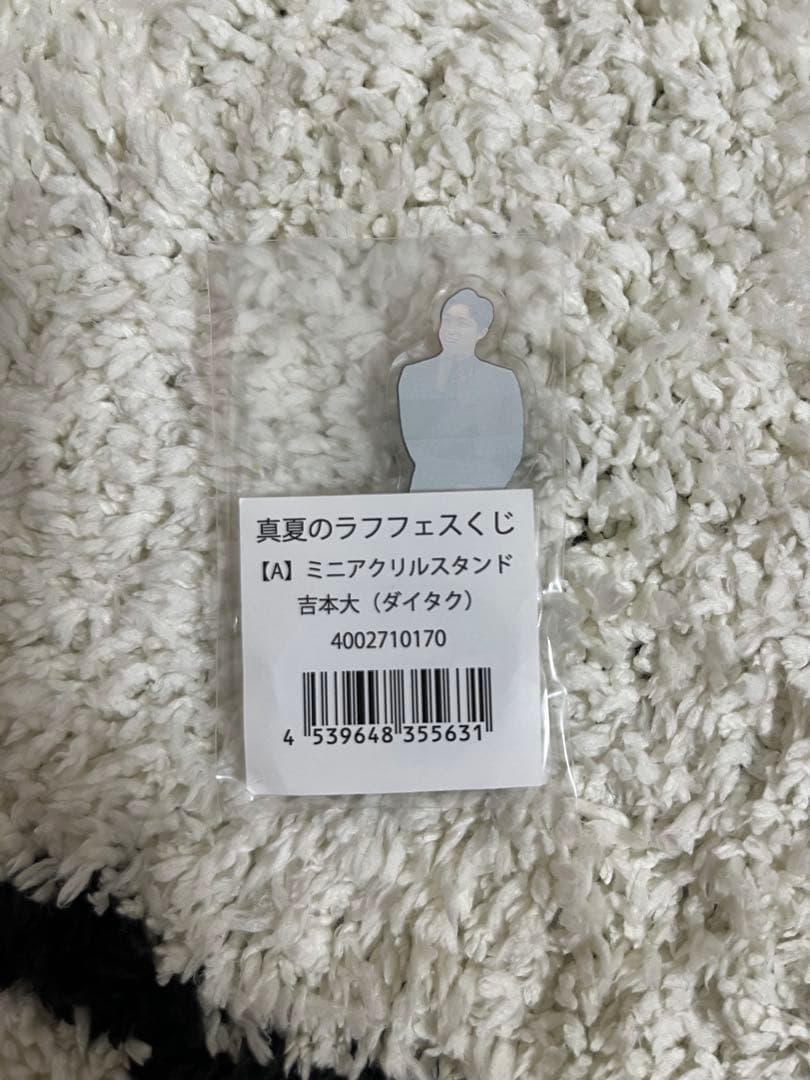 真夏のラフフェスくじ
【A】ミニアクリルスタンド
吉本大（ダイタク）
4002710170
4 539648 355631